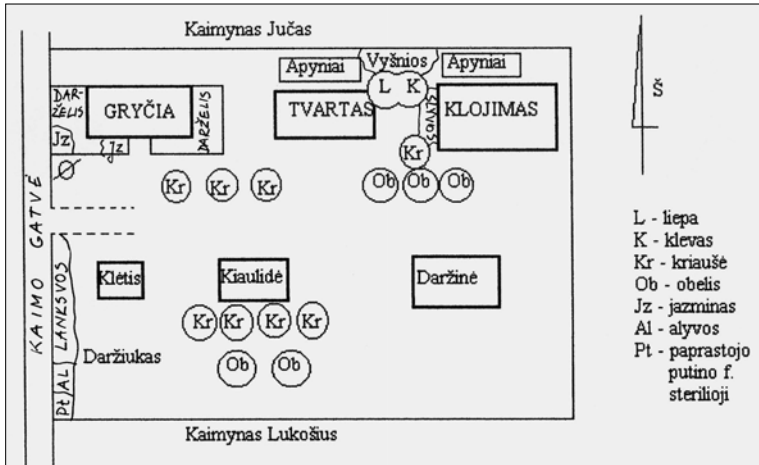 Kaimynas Jučas
Apyniai
Vyšnios
Apyniai
DAR-
ŽELIS
GRYČIA
DARŽELIS
TVARTAS
L
K
SLYVOS
KLOJIMAS
Š
Jz
Jz
Kr
Kr
Kr
Kr
Ob
Ob
Ob
KAIMO GATVĖ
L - liepa
K - klevas
Kr - kriaušė
Ob - obelis
Jz - jazminas
Al - alyvos
Pt - paprastojo
putino f.
sterilioji
LANKSVOS
Klėtis
Kiaulidė
Daržinė
Kr
Kr
Kr
Kr
Daržiukas
Ob
Ob
AL
Pt
Kaimynas Lukošius